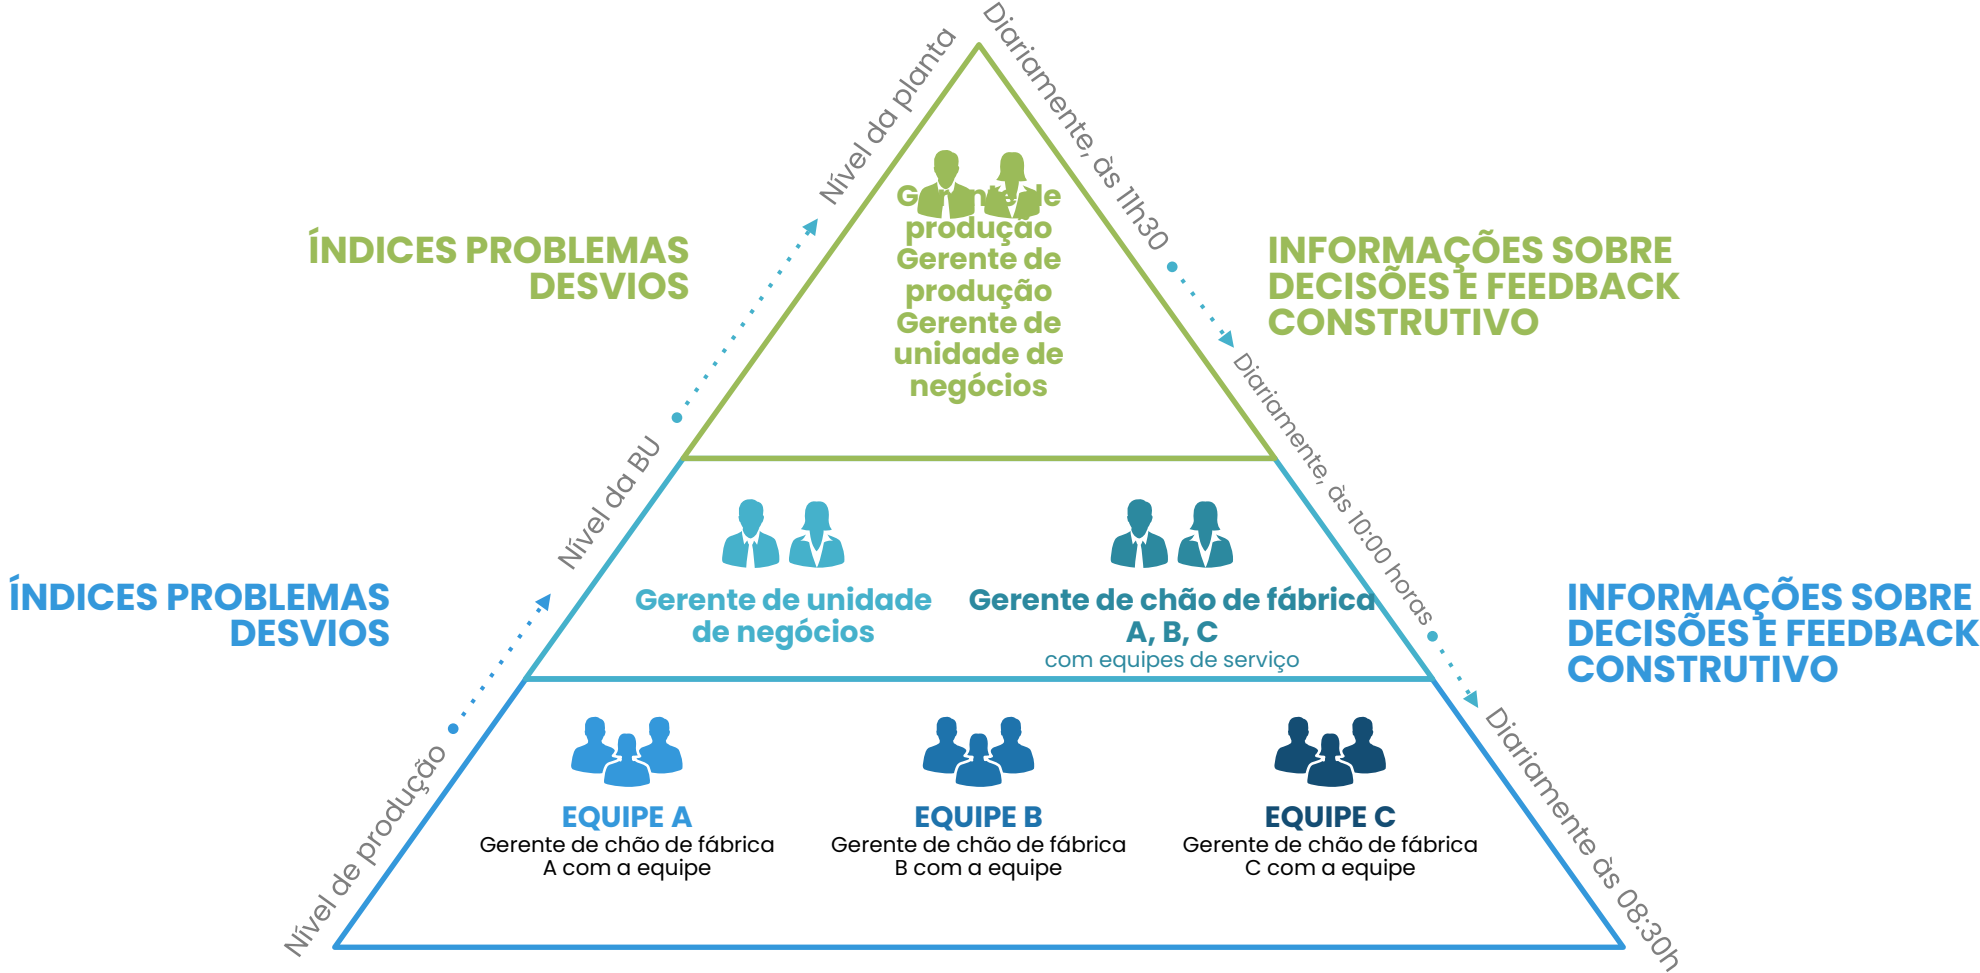 Nível da planta
Diariamente, às 11h30
Gerente de
produção
Gerente de
produção
Gerente de
unidade de
negócios
ÍNDICES PROBLEMAS
DESVIOS
INFORMAÇÕES SOBRE
DECISÕES E FEEDBACK
CONSTRUTIVO
Nível da BU
Diariamente, às 10:00 horas
Gerente de unidade
de negócios
Gerente de chão de fábrica
A, B, C
com equipes de serviço
ÍNDICES PROBLEMAS
DESVIOS
INFORMAÇÕES SOBRE
DECISÕES E FEEDBACK
CONSTRUTIVO
Nível de produção
Diariamente às 08:30h
EQUIPE A
Gerente de chão de fábrica
A com a equipe
EQUIPE B
Gerente de chão de fábrica
B com a equipe
EQUIPE C
Gerente de chão de fábrica
C com a equipe